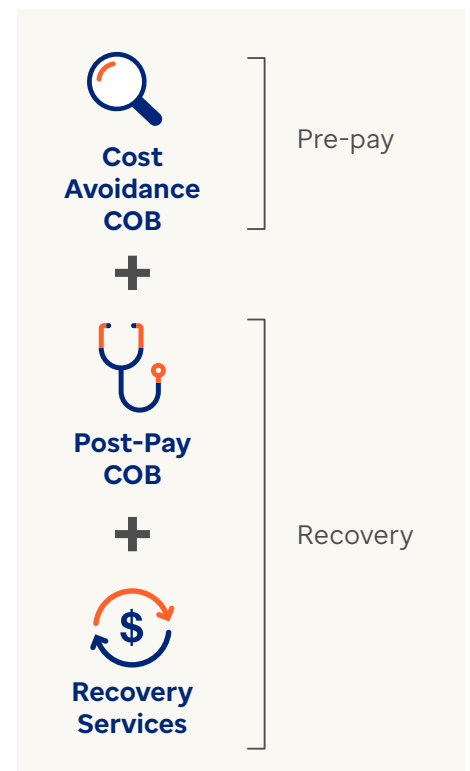 Cost
Avoidance
COB
Pre-pay
+
Post-Pay
COB
+
Recovery
$
Recovery
Services